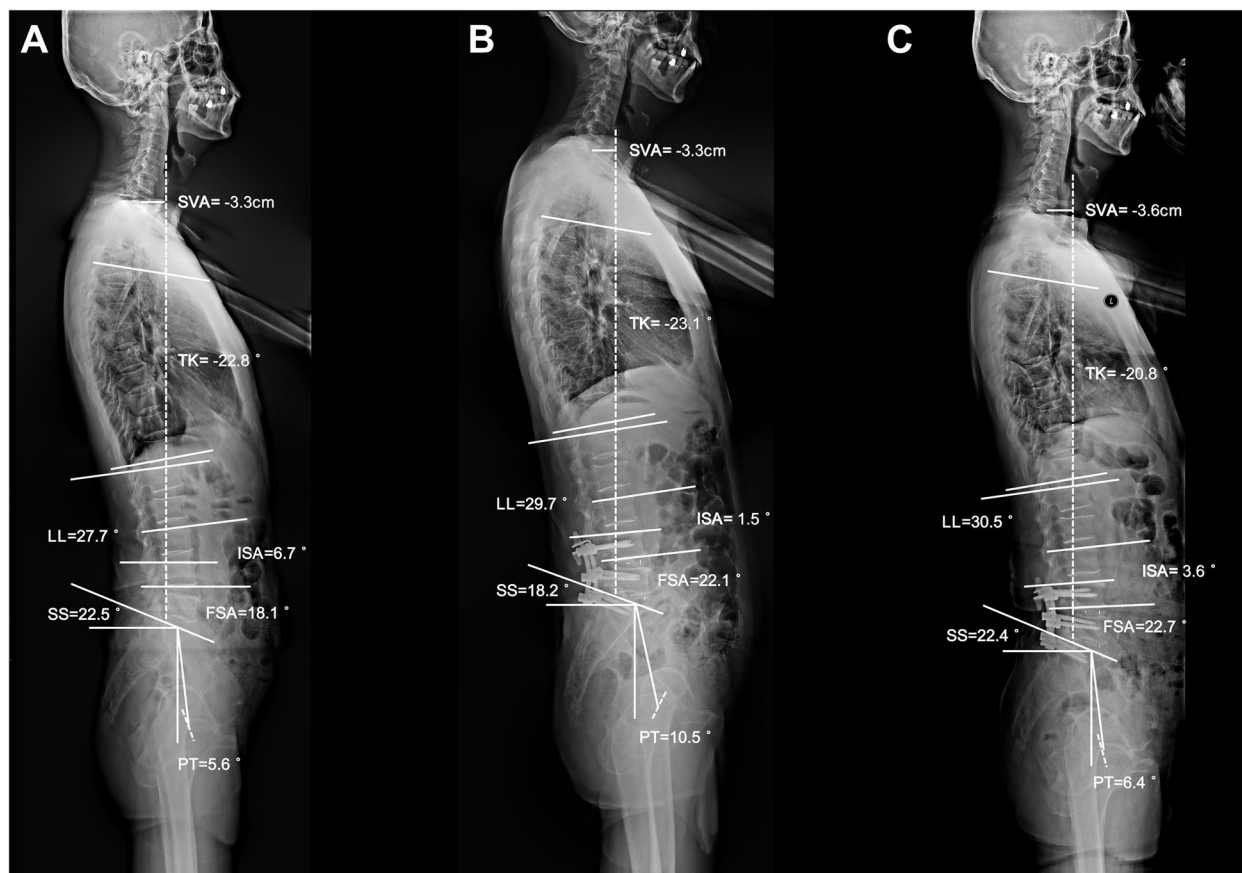 A
SVA= -3.3cm
TK= -22.8 °
LL=27.7 °
ISA=6.7 °
SS=22.5 °
FSA=18.1 °
PT=5.6 °
B
SVA= -3.3cm
TK= -23.1 °
LL=29.7 °
ISA= 1.5 °
SS=18.2 °
FSA=22.1 °
PT=10.5 °
C
SVA= -3.6cm
L
TK= -20.8 °
LL=30.5 °
ISA= 3.6 °
FSA=22.7 °
SS=22.4 °
PT=6.4 °